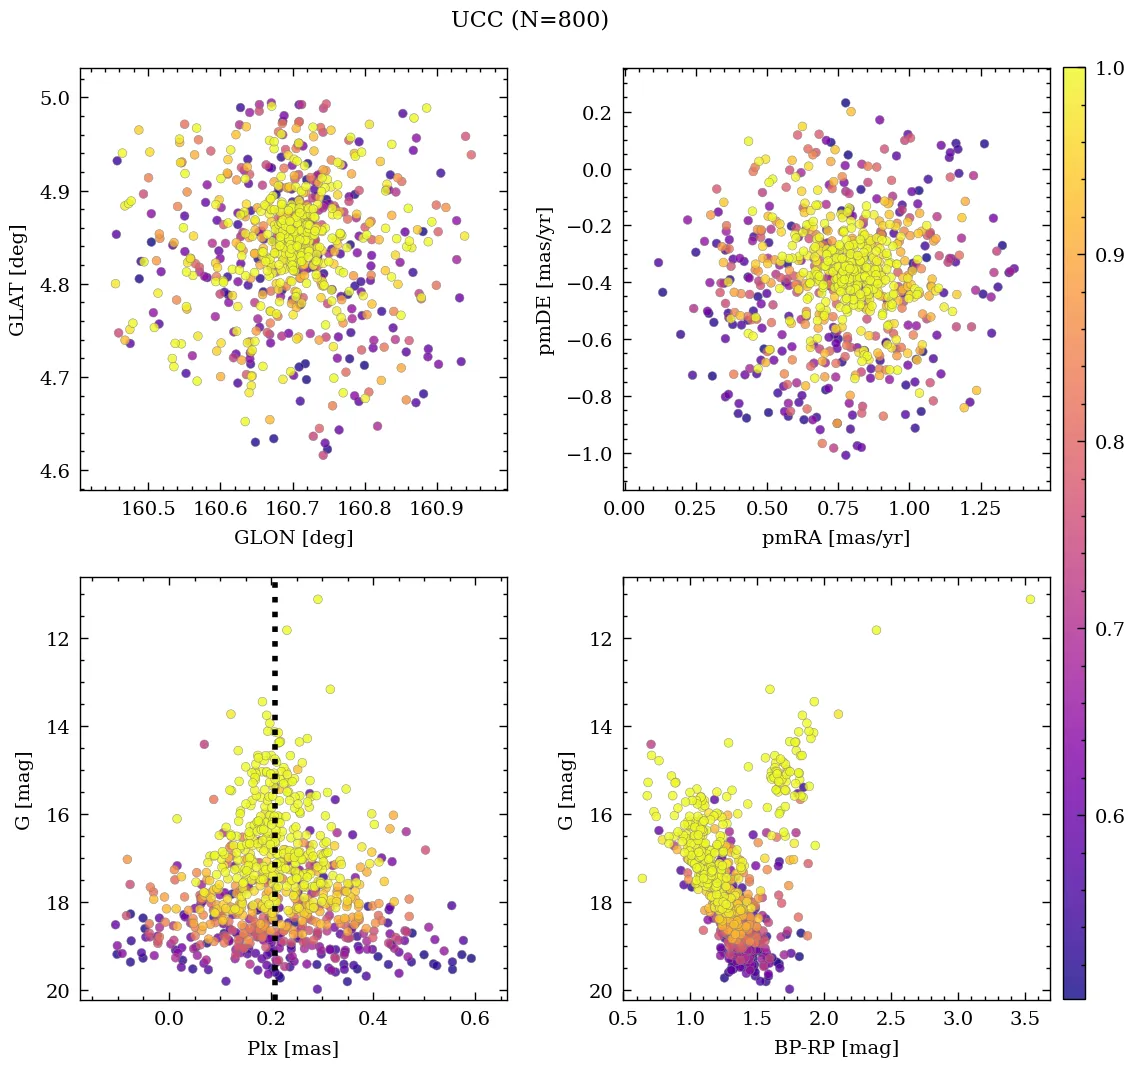 UCC (N=800)
5.0
4.9
4.8
4.7
4.6
GLAT [deg]
160.5 160.6 160.7 160.8 160.9
GLON [deg]
0.2
0.0
−0.2
−0.4
−0.6
−0.8
−1.0
pmDE [mas/yr]
0.00 0.25 0.50 0.75 1.00 1.25
pmRA [mas/yr]
1.0
0.9
0.8
0.7
0.6
12
14
16
18
20
G [mag]
0.0 0.2 0.4 0.6
Plx [mas]
12
14
16
18
20
G [mag]
0.5 1.0 1.5 2.0 2.5 3.0 3.5
BP-RP [mag]